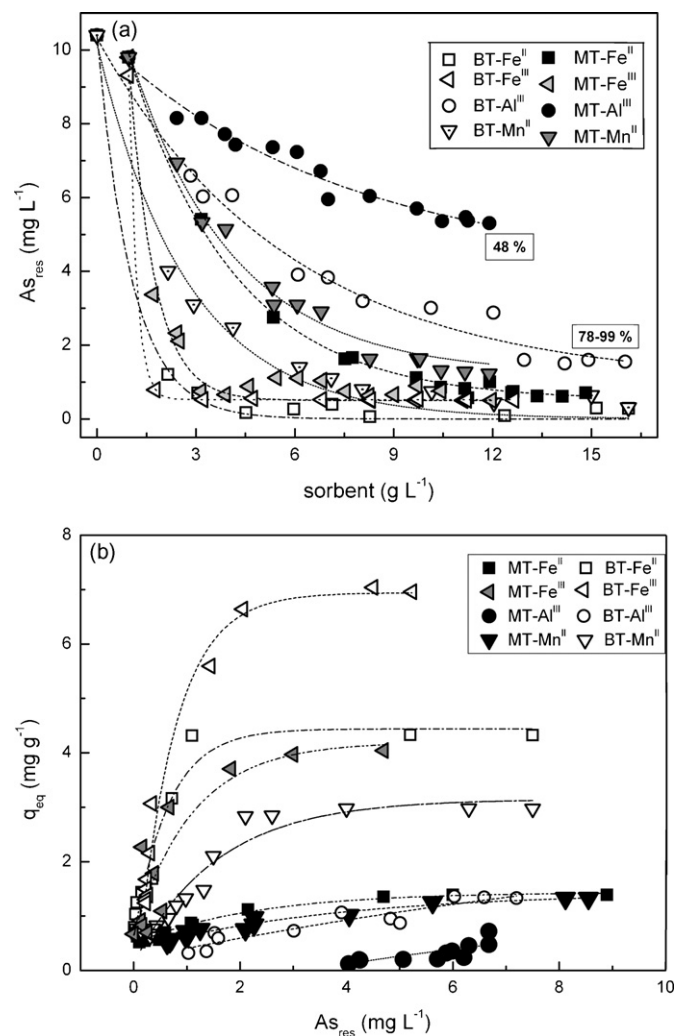 (a)
BT-Fe^II MT-Fe^II
BT-Fe^III MT-Fe^III
BT-Al^III MT-Al^III
BT-Mn^II MT-Mn^II
10
8
6
4
2
0
As_res (mg L^-1)
48 %
78-99 %
0 3 6 9 12 15
sorbent (g L^-1)
(b)
MT-Fe^II BT-Fe^II
MT-Fe^III BT-Fe^III
MT-Al^III BT-Al^III
MT-Mn^II BT-Mn^II
8
6
4
2
0
q_eq (mg g^-1)
0 2 4 6 8 10
As_res (mg L^-1)